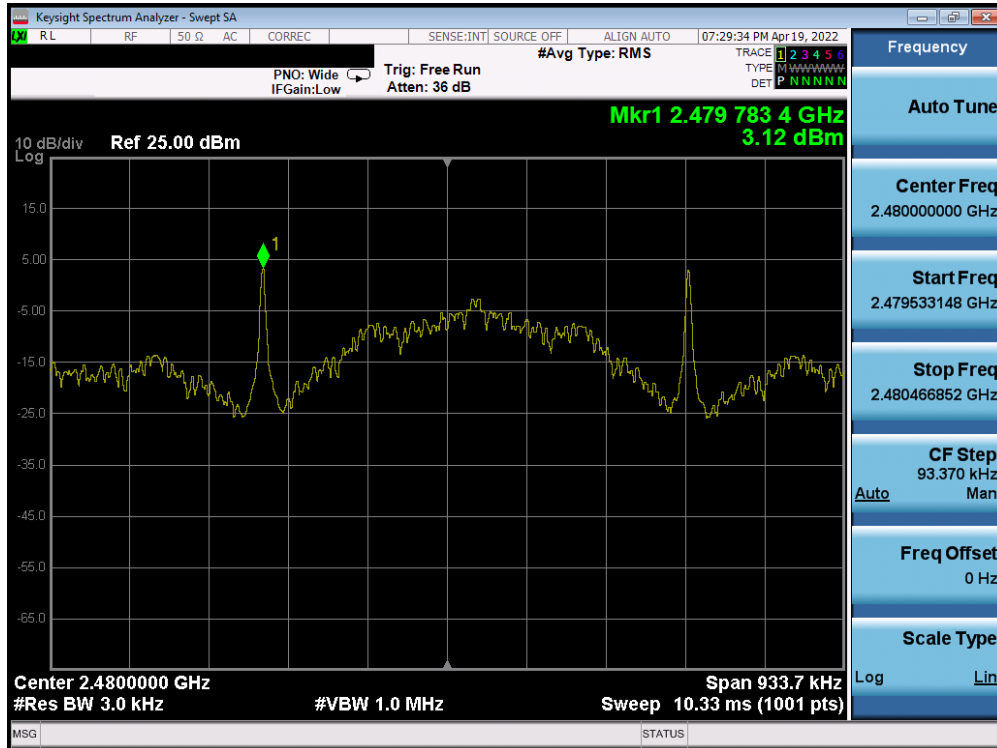 Keysight Spectrum Analyzer - Swept SA
LXI RL RF 50 Ω AC CORREC SENSE:INT SOURCE OFF ALIGN AUTO 07:29:34 PM Apr 19, 2022
PNO: Wide
IFGain:Low
Trig: Free Run
Atten: 36 dB
#Avg Type: RMS
TRACE 1 2 3 4 5 6
TYPE M WWWWW
DET P N N N N N
Mkr1 2.479 783 4 GHz
3.12 dBm
10 dB/div
Log
Ref 25.00 dBm
15.0
5.00
-5.00
-15.0
-25.0
-35.0
-45.0
-55.0
-65.0
1
Center 2.4800000 GHz
Span 933.7 kHz
#Res BW 3.0 kHz
#VBW 1.0 MHz
Sweep 10.33 ms (1001 pts)
MSG
STATUS
Frequency
Auto Tune
Center Freq
2.480000000 GHz
Start Freq
2.479533148 GHz
Stop Freq
2.480466852 GHz
CF Step
93.370 kHz
Auto Man
Freq Offset
0 Hz
Scale Type
Log Lin